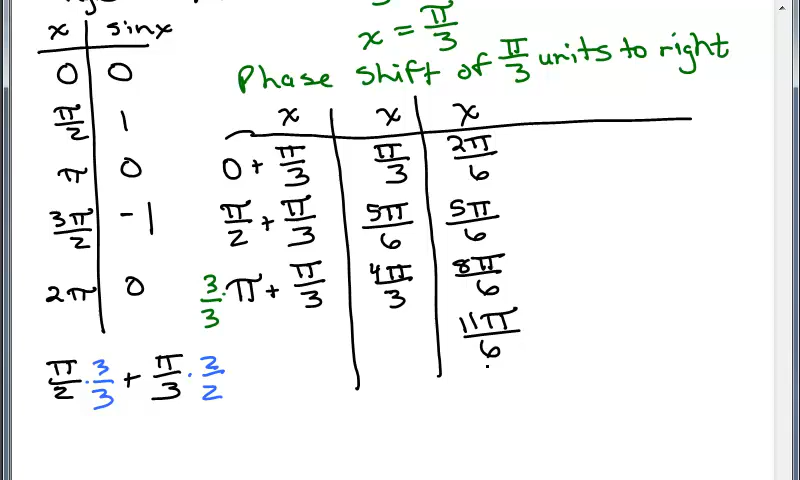 x = π/3
x | sinx
Phase shift of π/3 units to right
0 | 0
π/2 | 1
π | 0
3π/2 | -1
2π | 0
x | x | x
0 + π/3 | π/3 | 2π/6
π/2 + π/3 | 5π/6 | 5π/6
3/3 · π + π/3 | 4π/3 | 8π/6
11π/6
π/2 · 3/3 + π/3 · 2/2